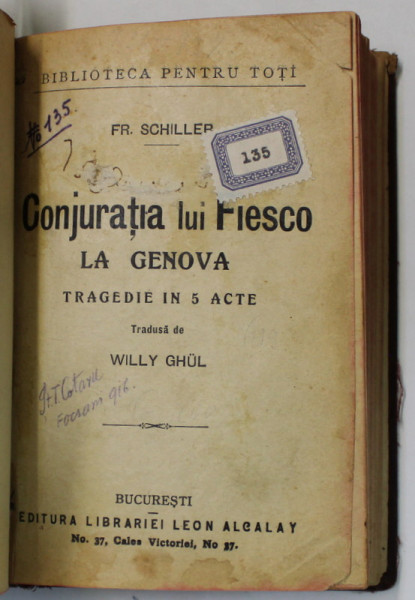 BIBLIOTECA PENTRU TOȚI
No 135.
FR. SCHILLER
135
Conjurația lui Fiesco
LA GENOVA
TRAGEDIE IN 5 ACTE
Tradusă de
WILLY GHÜL
Focsani
BUCUREȘTI
EDITURA LIBRARIEI LEON ALCALAY
No. 37, Calea Victoriei, No 37.